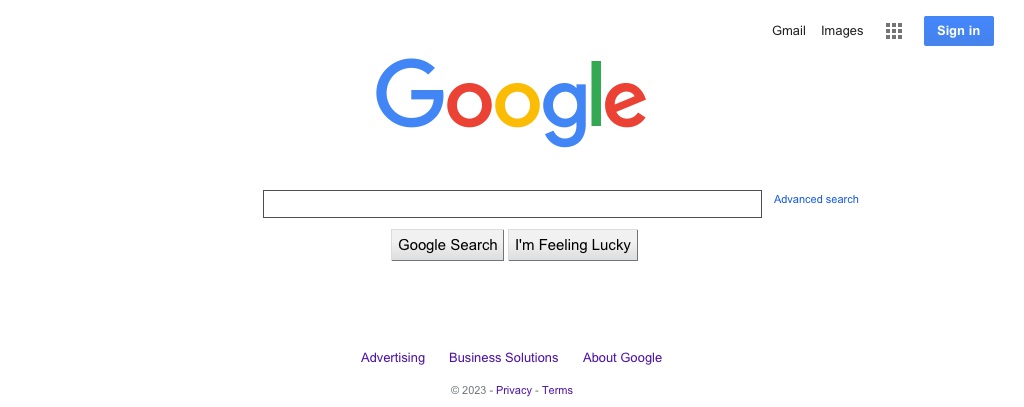 Gmail Images Sign in
Google
Advanced search
Google Search I'm Feeling Lucky
Advertising Business Solutions About Google
© 2023 - Privacy - Terms